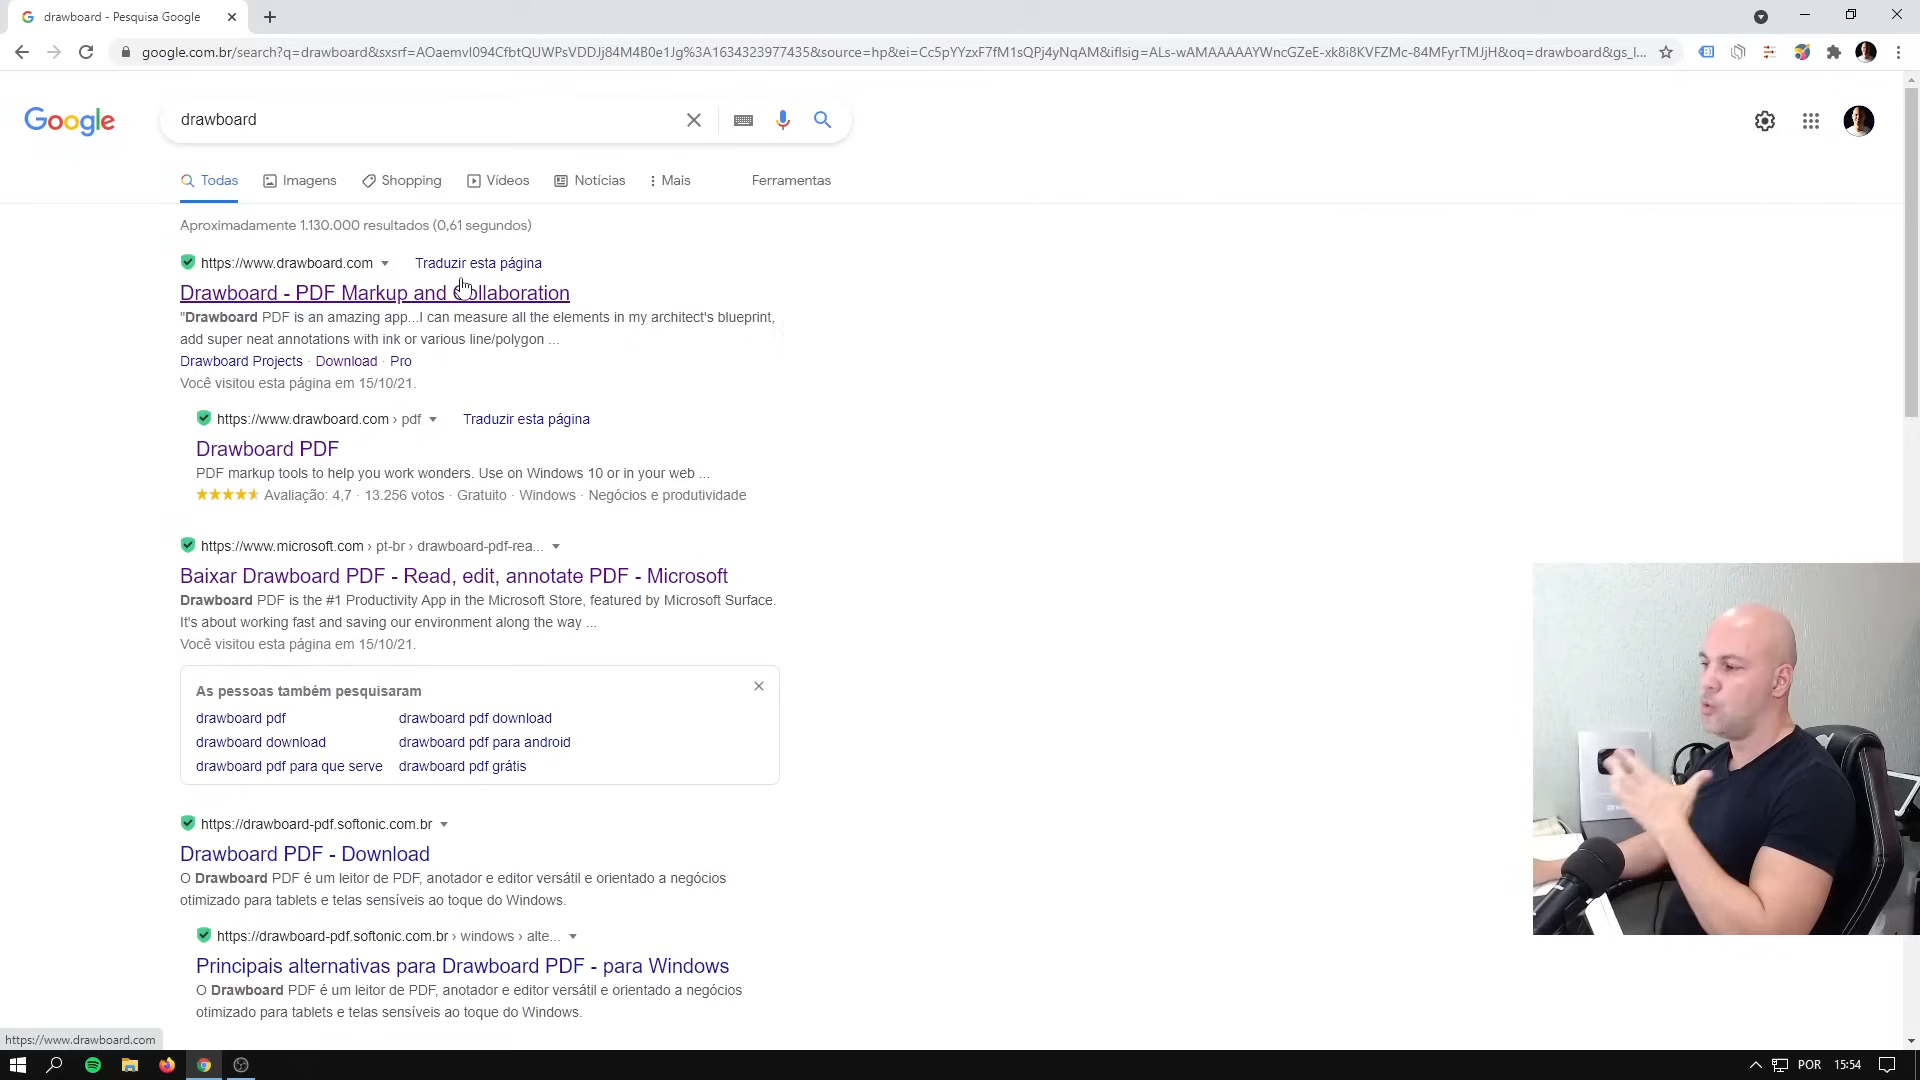 drawboard - Pesquisa Google
google.com.br/search?q=drawboard&sxsrf=AOaemvI094CfbtQUWPsVDDJj84M4B0e1Jg%3A1634323977435&source=hp&ei=Cc5pYYzxF7fM1sQPj4yNqAM&iflsig=ALs-wAMAAAAAYWncGZeE-xk8i8KVFZMc-84MFyrTMJjH&oq=drawboard&gs_l...
Google
drawboard
Todas Imagens Shopping Vídeos Notícias Mais Ferramentas
Aproximadamente 1.130.000 resultados (0,61 segundos)
https://www.drawboard.com Traduzir esta página
Drawboard - PDF Markup and Collaboration
"Drawboard PDF is an amazing app...I can measure all the elements in my architect's blueprint,
add super neat annotations with ink or various line/polygon ...
Drawboard Projects · Download · Pro
Você visitou esta página em 15/10/21.
https://www.drawboard.com › pdf Traduzir esta página
Drawboard PDF
PDF markup tools to help you work wonders. Use on Windows 10 or in your web ...
Avaliação: 4,7 · 13.256 votos · Gratuito · Windows · Negócios e produtividade
https://www.microsoft.com › pt-br › drawboard-pdf-rea...
Baixar Drawboard PDF - Read, edit, annotate PDF - Microsoft
Drawboard PDF is the #1 Productivity App in the Microsoft Store, featured by Microsoft Surface.
It's about working fast and saving our environment along the way ...
Você visitou esta página em 15/10/21.
As pessoas também pesquisaram
drawboard pdf drawboard pdf download
drawboard download drawboard pdf para android
drawboard pdf para que serve drawboard pdf grátis
https://drawboard-pdf.softonic.com.br
Drawboard PDF - Download
O Drawboard PDF é um leitor de PDF, anotador e editor versátil e orientado a negócios
otimizado para tablets e telas sensíveis ao toque do Windows.
https://drawboard-pdf.softonic.com.br › windows › alte...
Principais alternativas para Drawboard PDF - para Windows
O Drawboard PDF é um leitor de PDF, anotador e editor versátil e orientado a negócios
otimizado para tablets e telas sensíveis ao toque do Windows.
https://www.drawboard.com
POR 15:54